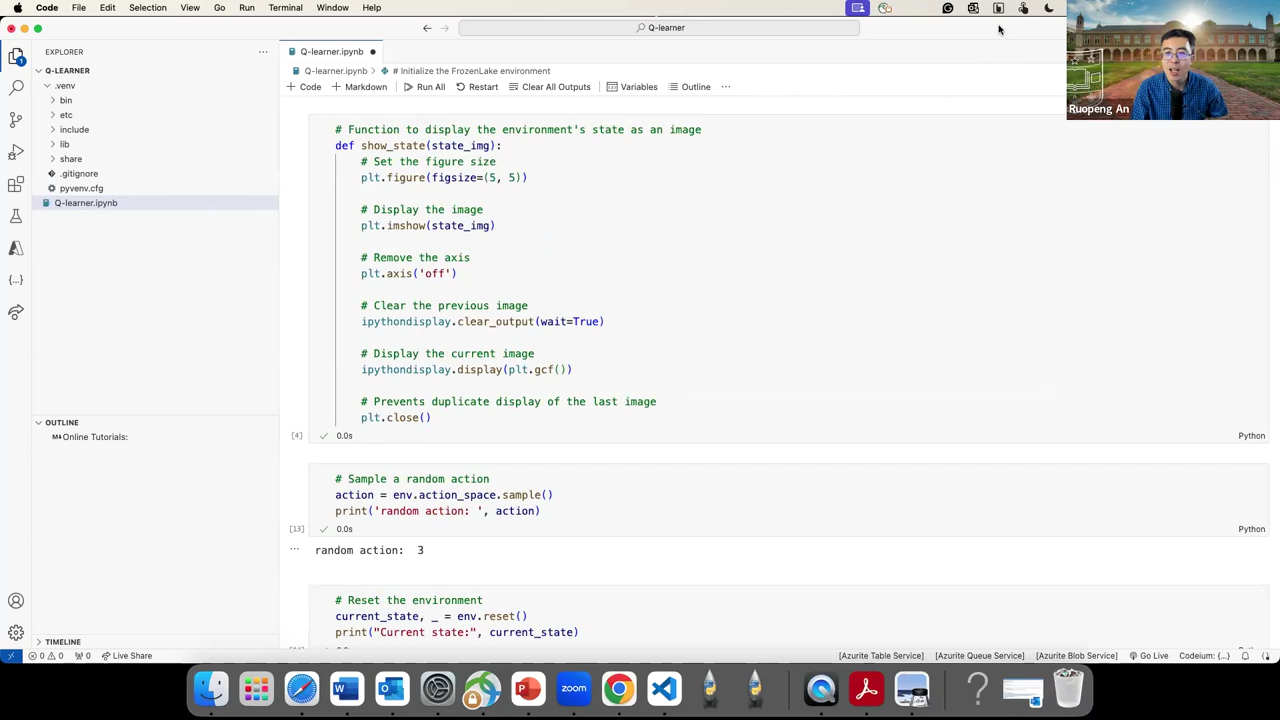 Code File Edit Selection View Go Run Terminal Window Help
Q-learner
Ruopeng An
EXPLORER
Q-LEARNER
.venv
bin
etc
include
lib
share
.gitignore
pyvenv.cfg
Q-learner.ipynb
OUTLINE
Online Tutorials:
TIMELINE
Q-learner.ipynb
Q-learner.ipynb > # Initialize the FrozenLake environment
+ Code + Markdown Run All Restart Clear All Outputs Variables Outline ...
# Function to display the environment's state as an image
def show_state(state_img):
# Set the figure size
plt.figure(figsize=(5, 5))
# Display the image
plt.imshow(state_img)
# Remove the axis
plt.axis('off')
# Clear the previous image
ipythondisplay.clear_output(wait=True)
# Display the current image
ipythondisplay.display(plt.gcf())
# Prevents duplicate display of the last image
plt.close()
[4] 0.0s Python
# Sample a random action
action = env.action_space.sample()
print('random action: ', action)
[13] 0.0s Python
random action:  3
# Reset the environment
current_state, _ = env.reset()
print("Current state:", current_state)
0 0 0 Live Share [Azurite Table Service] [Azurite Queue Service] [Azurite Blob Service] Go Live Codeium: {...}
zoom